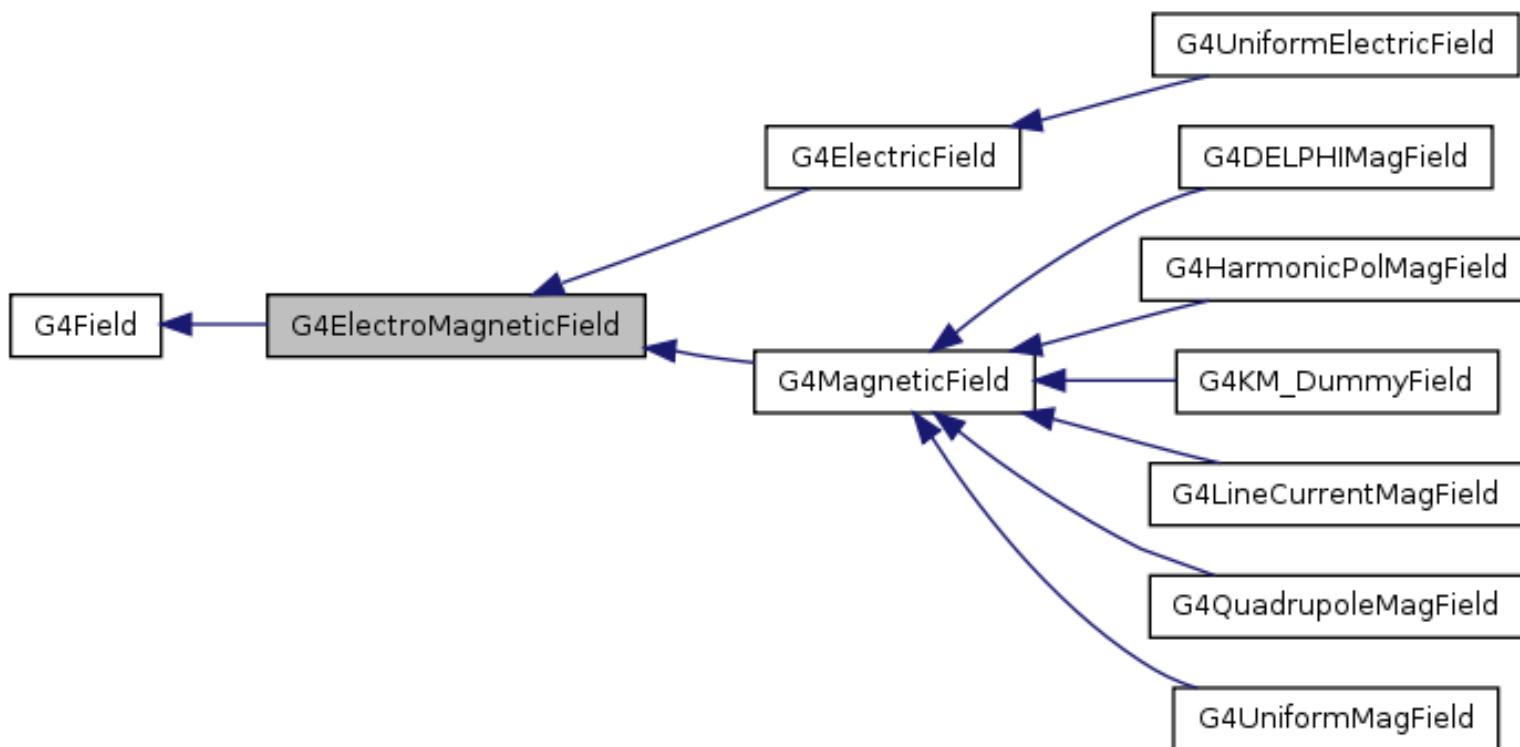 G4UniformElectricField
G4ElectricField
G4DELPHIMagField
G4HarmonicPolMagField
G4Field
G4ElectroMagneticField
G4MagneticField
G4KM_DummyField
G4LineCurrentMagField
G4QuadrupoleMagField
G4UniformMagField